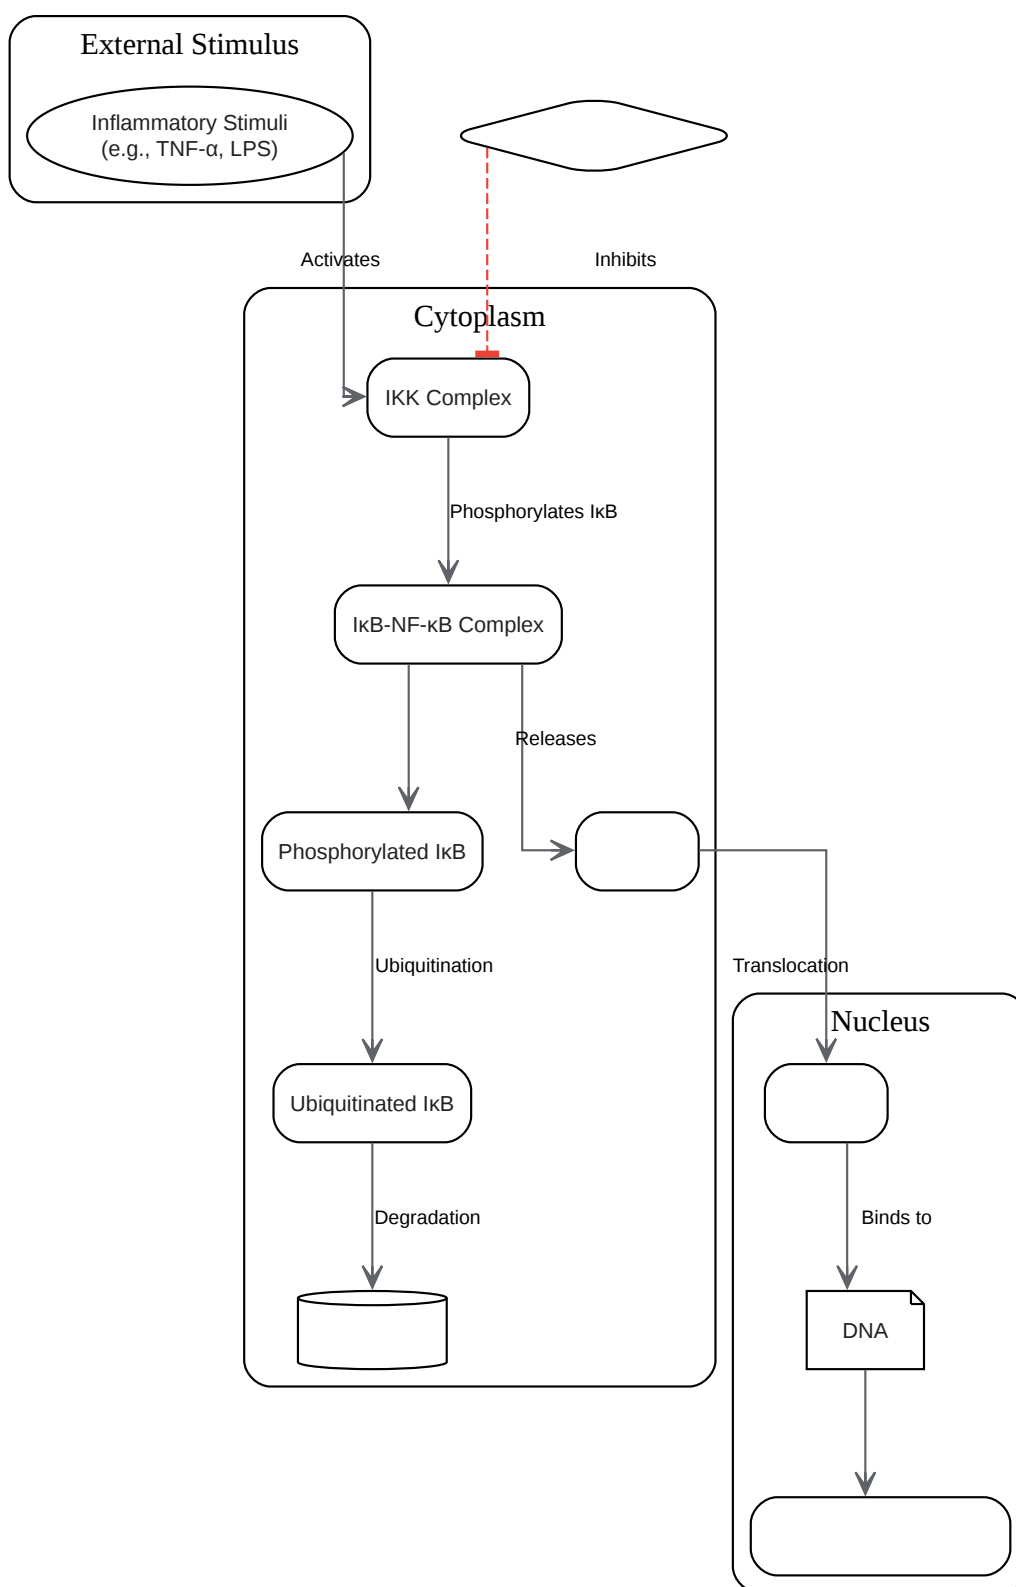 External Stimulus
Inflammatory Stimuli
(e.g., TNF-α, LPS)
Activates
Inhibits
Cytoplasm
IKK Complex
Phosphorylates IκB
IκB-NF-κB Complex
Releases
Phosphorylated IκB
Ubiquitination
Translocation
Nucleus
Ubiquitinated IκB
Degradation
Binds to
DNA